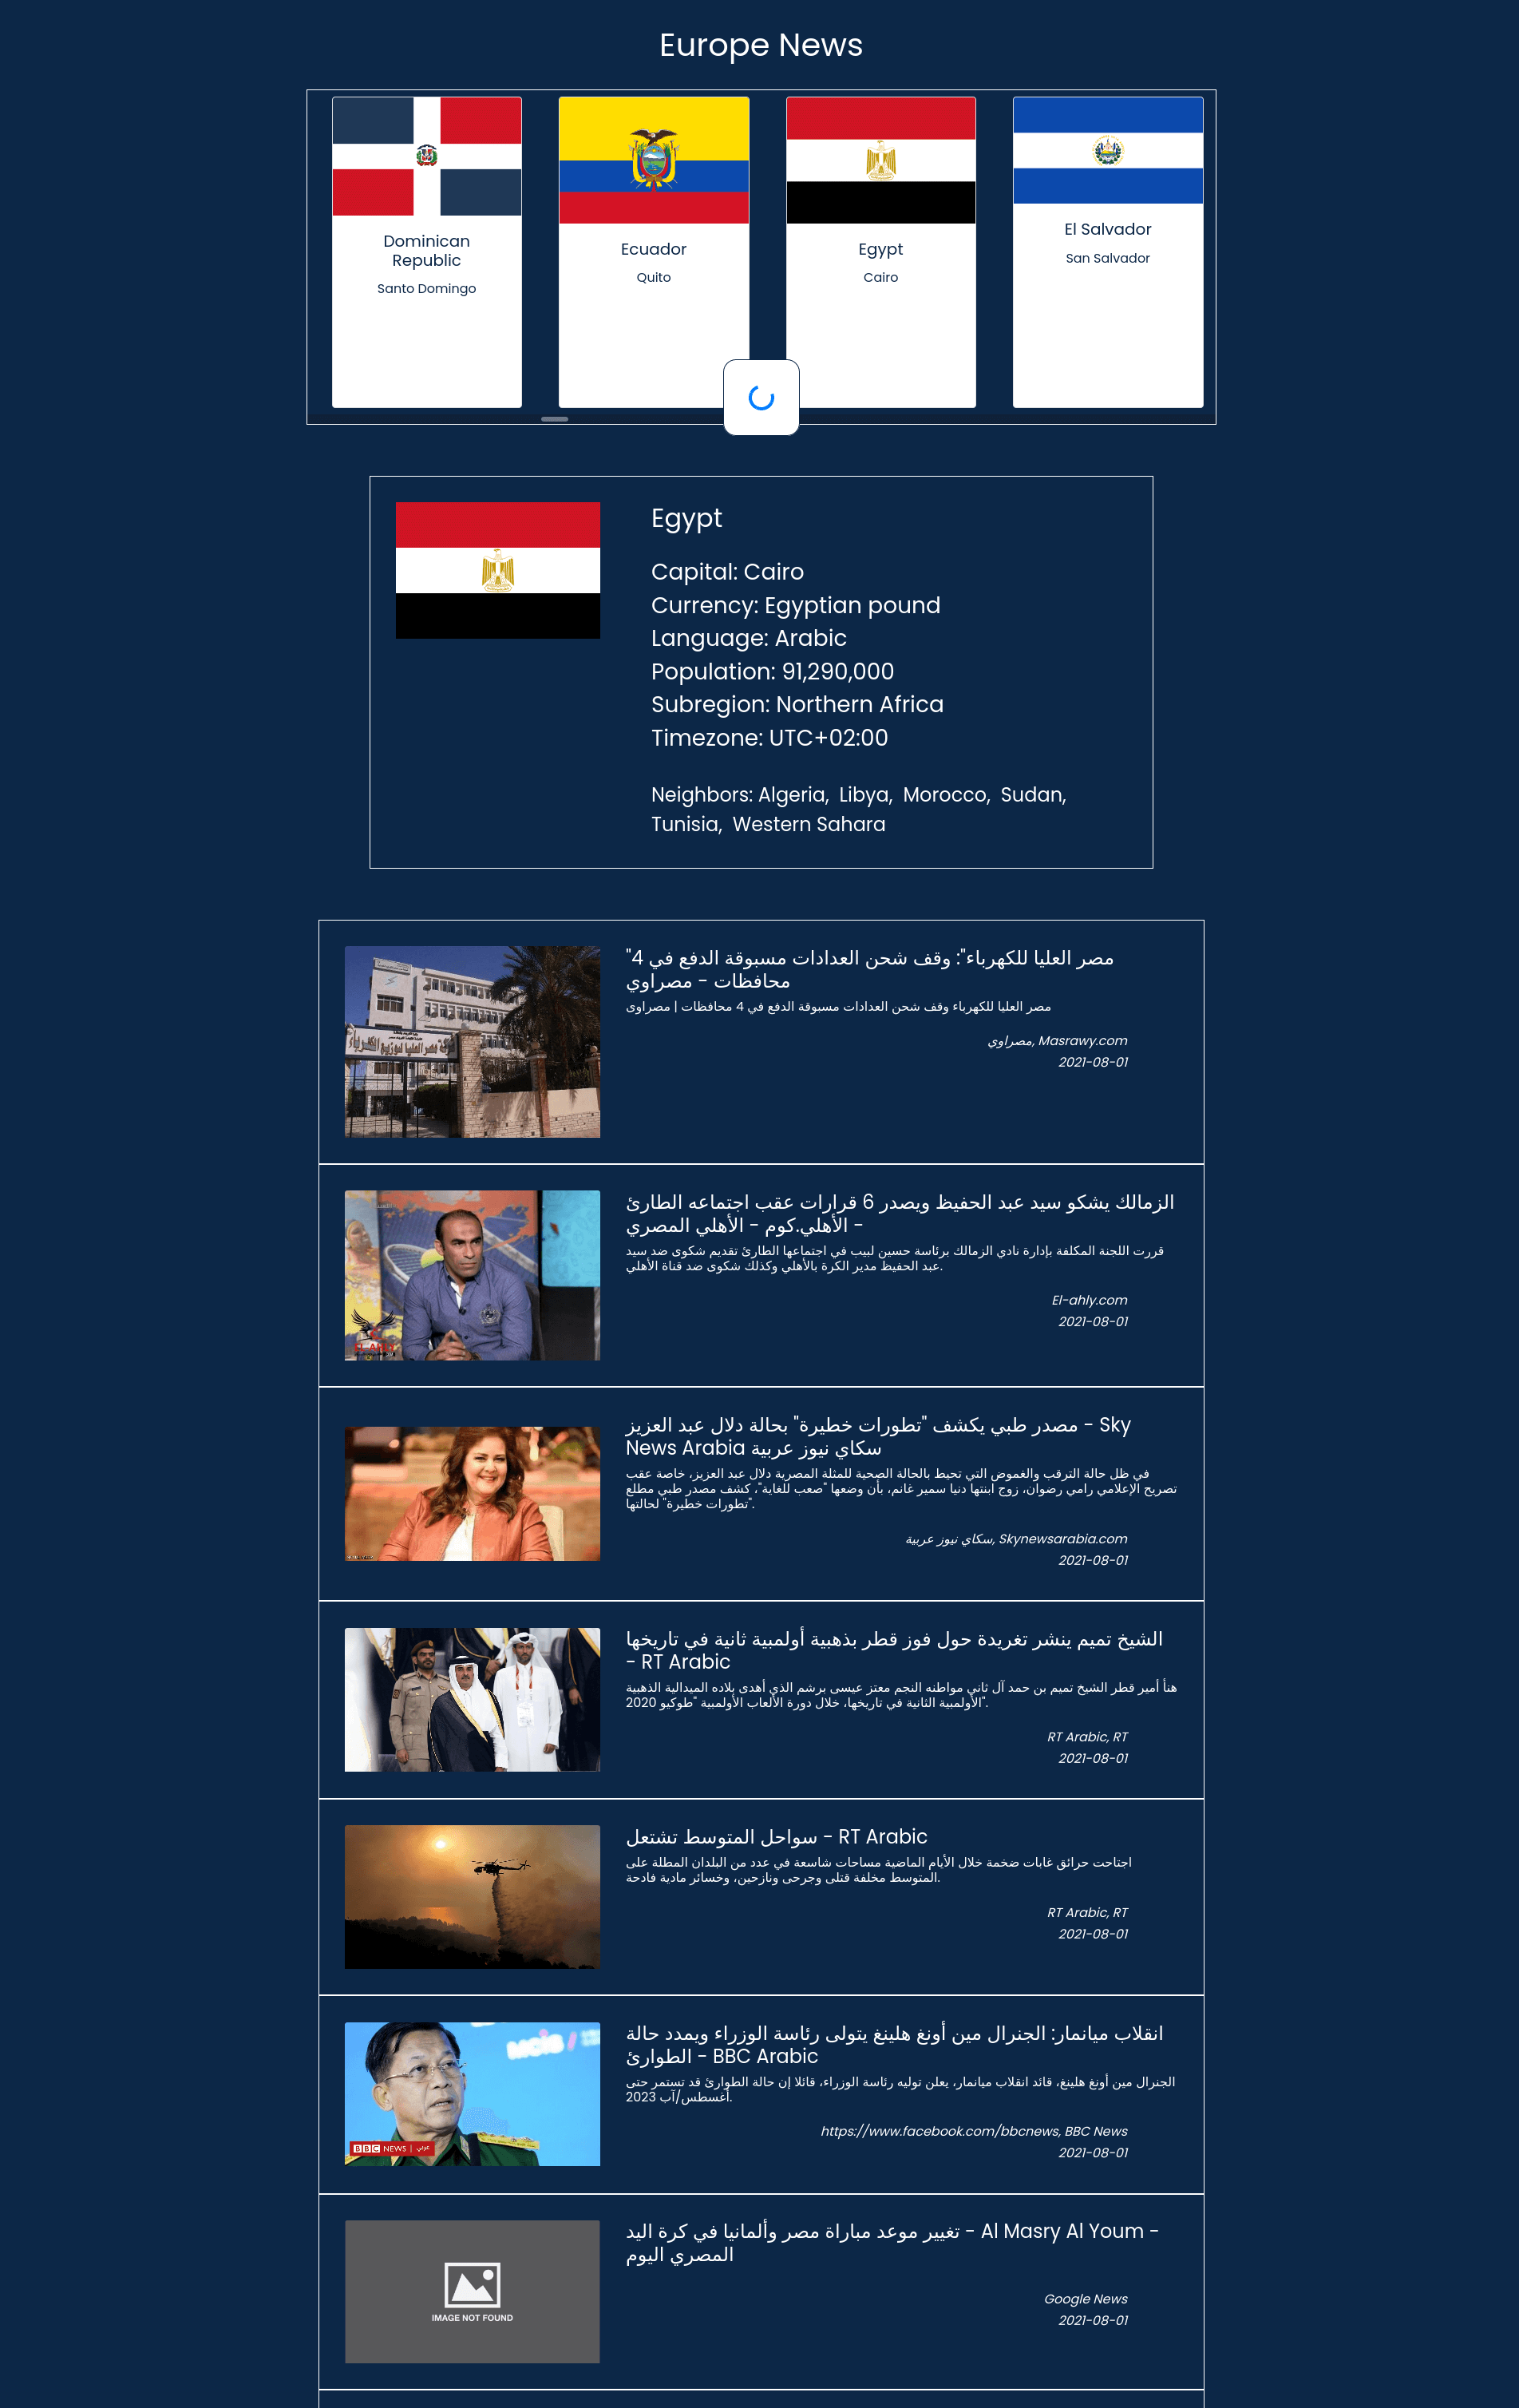 Europe News
Dominican
Republic
Santo Domingo
Ecuador
Quito
Egypt
Cairo
El Salvador
San Salvador
Egypt
Capital: Cairo
Currency: Egyptian pound
Language: Arabic
Population: 91,290,000
Subregion: Northern Africa
Timezone: UTC+02:00
Neighbors: Algeria, Libya, Morocco, Sudan,
Tunisia, Western Sahara
"مصر العليا للكهرباء": وقف شحن العدادات مسبوقة الدفع في 4
محافظات - مصراوي
مصر العليا للكهرباء وقف شحن العدادات مسبوقة الدفع في 4 محافظات | مصراوى
مصراوي, Masrawy.com
2021-08-01
الزمالك يشكو سيد عبد الحفيظ ويصدر 6 قرارات عقب اجتماعه الطارئ
- الأهلي.كوم - الأهلي المصري
قررت اللجنة المكلفة بإدارة نادي الزمالك برئاسة حسين لبيب في اجتماعها الطارئ تقديم شكوى ضد سيد
عبد الحفيظ مدير الكرة بالأهلي وكذلك شكوى ضد قناة الأهلي.
El-ahly.com
2021-08-01
مصدر طبي يكشف "تطورات خطيرة" بحالة دلال عبد العزيز - Sky
News Arabia سكاي نيوز عربية
في ظل حالة الترقب والغموض التي تحيط بالحالة الصحية للمثلة المصرية دلال عبد العزيز، خاصة عقب
تصريح الإعلامي رامي رضوان، زوج ابنتها دنيا سمير غانم، بأن وضعها "صعب للغاية"، كشف مصدر طبي مطلع
"تطورات خطيرة" لحالتها.
سكاي نيوز عربية, Skynewsarabia.com
2021-08-01
الشيخ تميم ينشر تغريدة حول فوز قطر بذهبية أولمبية ثانية في تاريخها
- RT Arabic
هنأ أمير قطر الشيخ تميم بن حمد آل ثاني مواطنه النجم معتز عيسى برشم الذي أهدى بلاده الميدالية الذهبية
الأولمبية الثانية في تاريخها، خلال دورة الألعاب الأولمبية "طوكيو 2020".
RT Arabic, RT
2021-08-01
سواحل المتوسط تشتعل - RT Arabic
اجتاحت حرائق غابات ضخمة خلال الأيام الماضية مساحات شاسعة في عدد من البلدان المطلة على
المتوسط مخلفة قتلى وجرحى ونازحين، وخسائر مادية فادحة.
RT Arabic, RT
2021-08-01
انقلاب ميانمار: الجنرال مين أونغ هلينغ يتولى رئاسة الوزراء ويمدد حالة
الطوارئ - BBC Arabic
الجنرال مين أونغ هلينغ، قائد انقلاب ميانمار، يعلن توليه رئاسة الوزراء، قائلا إن حالة الطوارئ قد تستمر حتى
أغسطس/آب 2023.
https://www.facebook.com/bbcnews, BBC News
2021-08-01
BBC NEWS | عربي
تغيير موعد مباراة مصر وألمانيا في كرة اليد - Al Masry Al Youm -
المصري اليوم
Google News
2021-08-01
IMAGE NOT FOUND